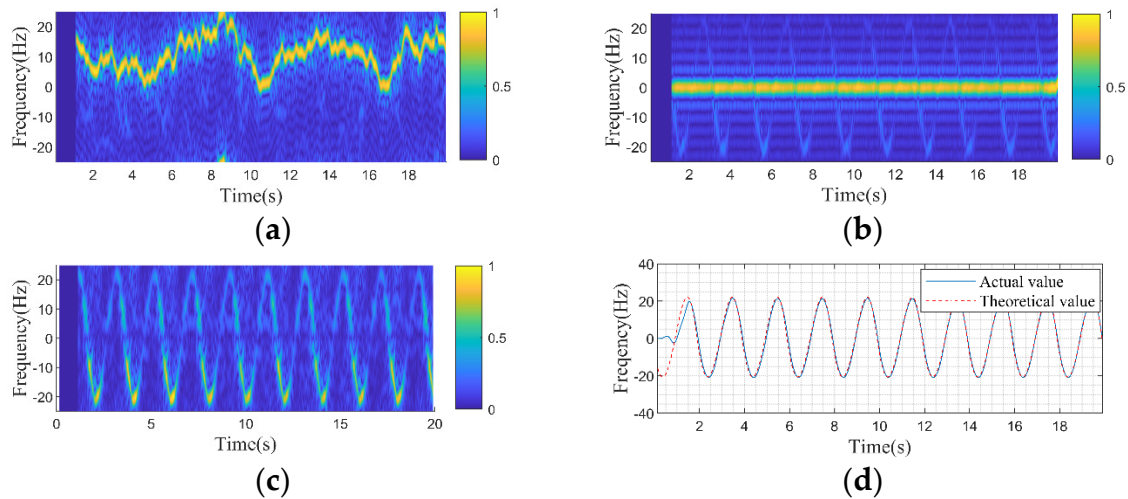 Frequency(Hz)
20
10
0
-10
-20
2 4 6 8 10 12 14 16 18
Time(s)
1
0.5
0
(a)
Frequency(Hz)
20
10
0
-10
-20
2 4 6 8 10 12 14 16 18
Time(s)
1
0.5
0
(b)
Frequency(Hz)
20
10
0
-10
-20
0 5 10 15 20
Time(s)
1
0.5
0
(c)
Freqency(Hz)
40
20
0
-20
-40
2 4 6 8 10 12 14 16 18
Time(s)
Actual value
Theoretical value
(d)